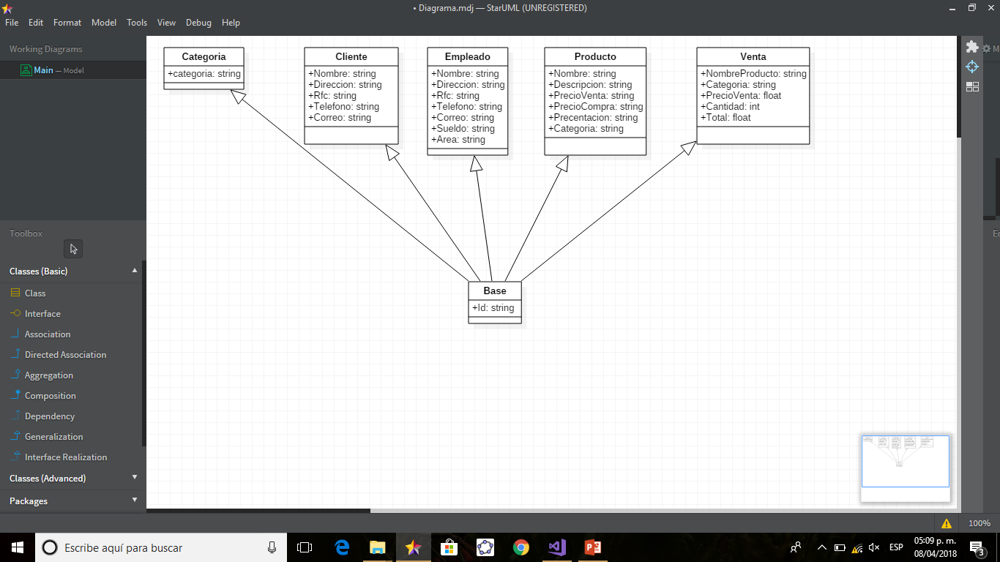 • Diagrama.mdj — StarUML (UNREGISTERED)
File Edit Format Model Tools View Debug Help
Working Diagrams
Main — Model
Toolbox
Classes (Basic)
Class
Interface
Association
Directed Association
Aggregation
Composition
Dependency
Generalization
Interface Realization
Classes (Advanced)
Packages
Categoria
+categoria: string
Cliente
+Nombre: string
+Direccion: string
+Rfc: string
+Telefono: string
+Correo: string
Empleado
+Nombre: string
+Direccion: string
+Rfc: string
+Telefono: string
+Correo: string
+Sueldo: string
+Area: string
Producto
+Nombre: string
+Descripcion: string
+PrecioVenta: string
+PrecioCompra: string
+Precentacion: string
+Categoria: string
Venta
+NombreProducto: string
+Categoria: string
+PrecioVenta: float
+Cantidad: int
+Total: float
Base
+Id: string
100%
Escribe aquí para buscar
ESP
05:09 p. m.
08/04/2018
3